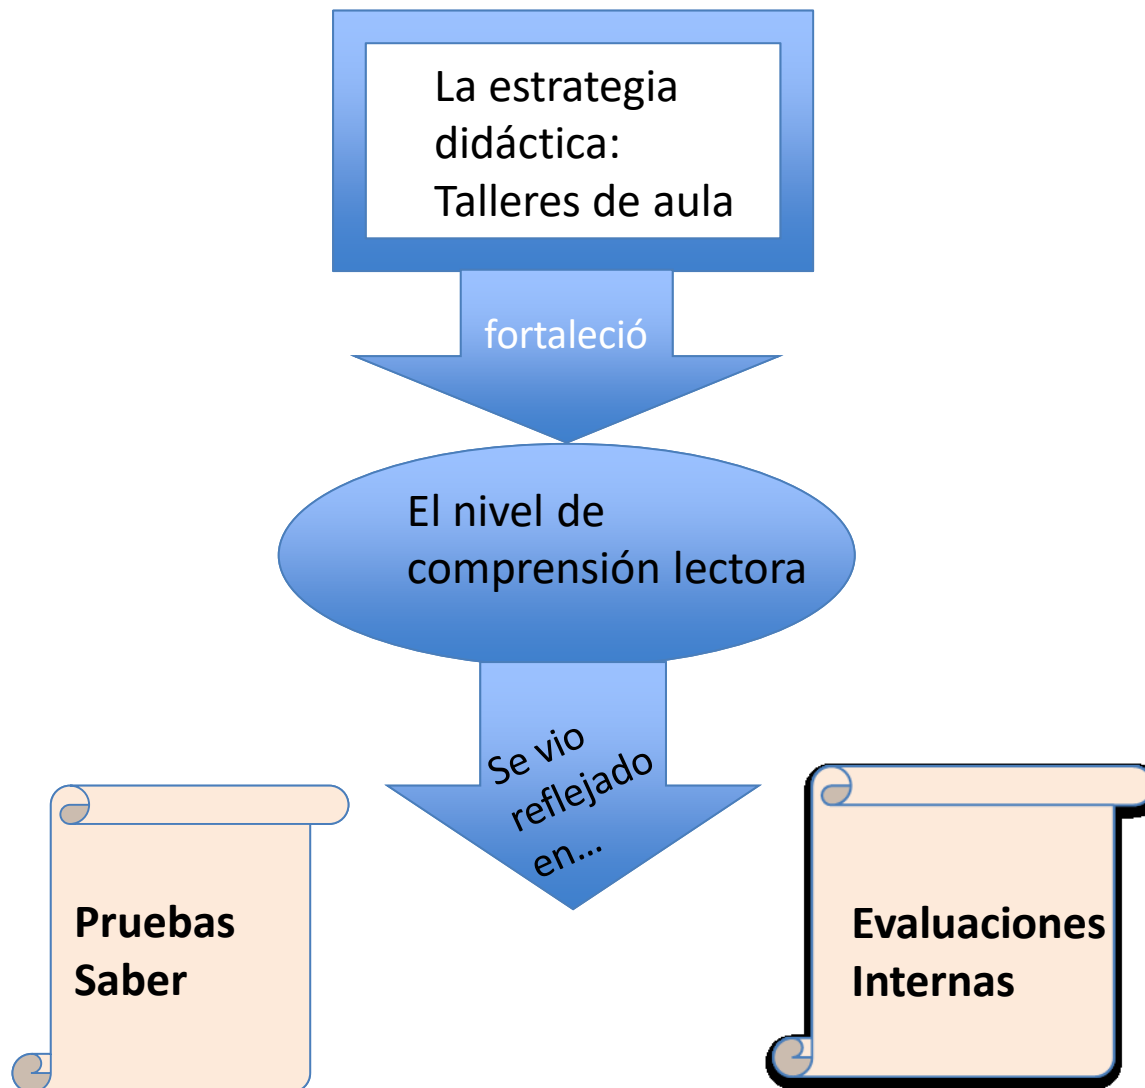 La estrategia
didáctica:
Talleres de aula
fortaleció
El nivel de
comprensión lectora
Se vio
reflejado
en...
Pruebas
Saber
Evaluaciones
Internas